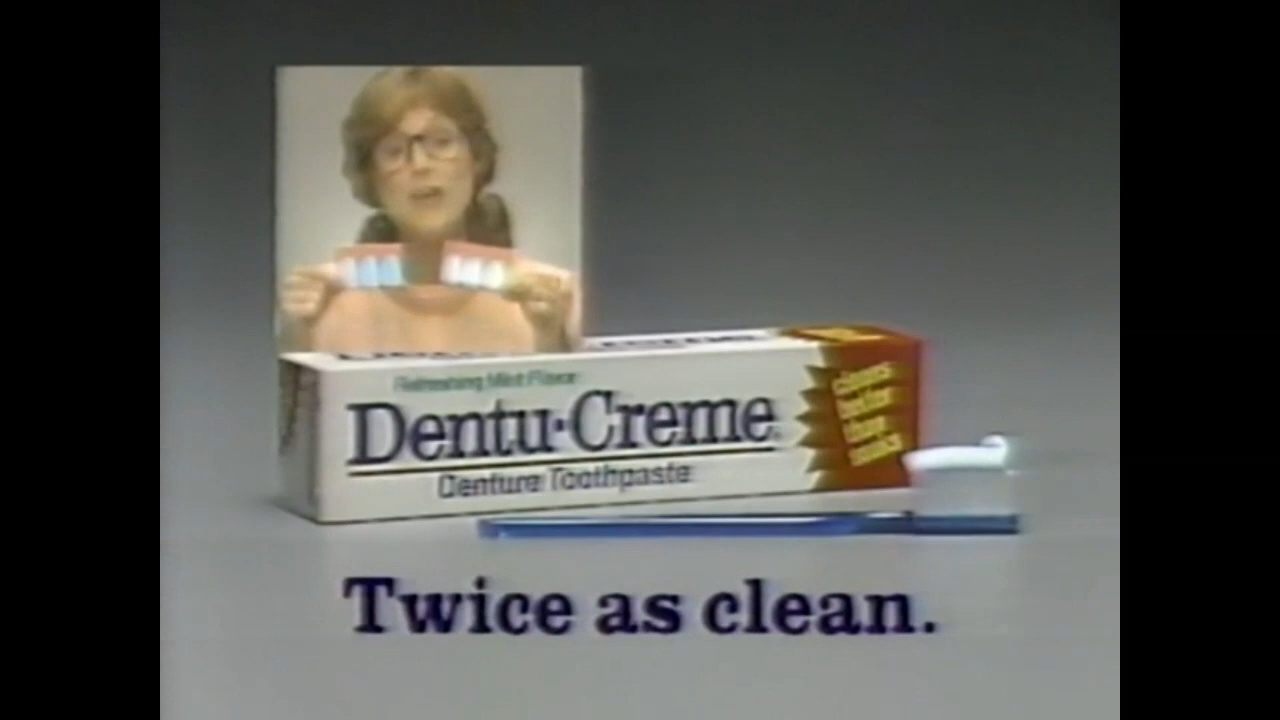 Refreshing Mint Flavor
Dentu·Creme
Denture Toothpaste
cleans
better
than
soaks
Twice as clean.